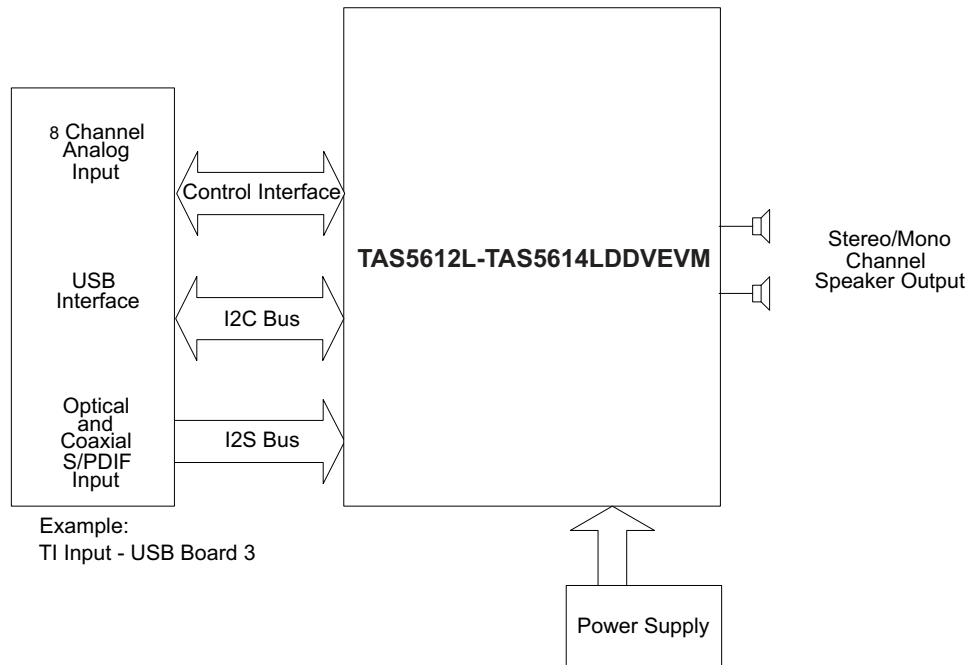 8 Channel
Analog
Input
USB
Interface
Optical
and
Coaxial
S/PDIF
Input
Example:
TI Input - USB Board 3
Control Interface
I2C Bus
I2S Bus
TAS5612L-TAS5614LDDVEVM
Stereo/Mono
Channel
Speaker Output
Power Supply